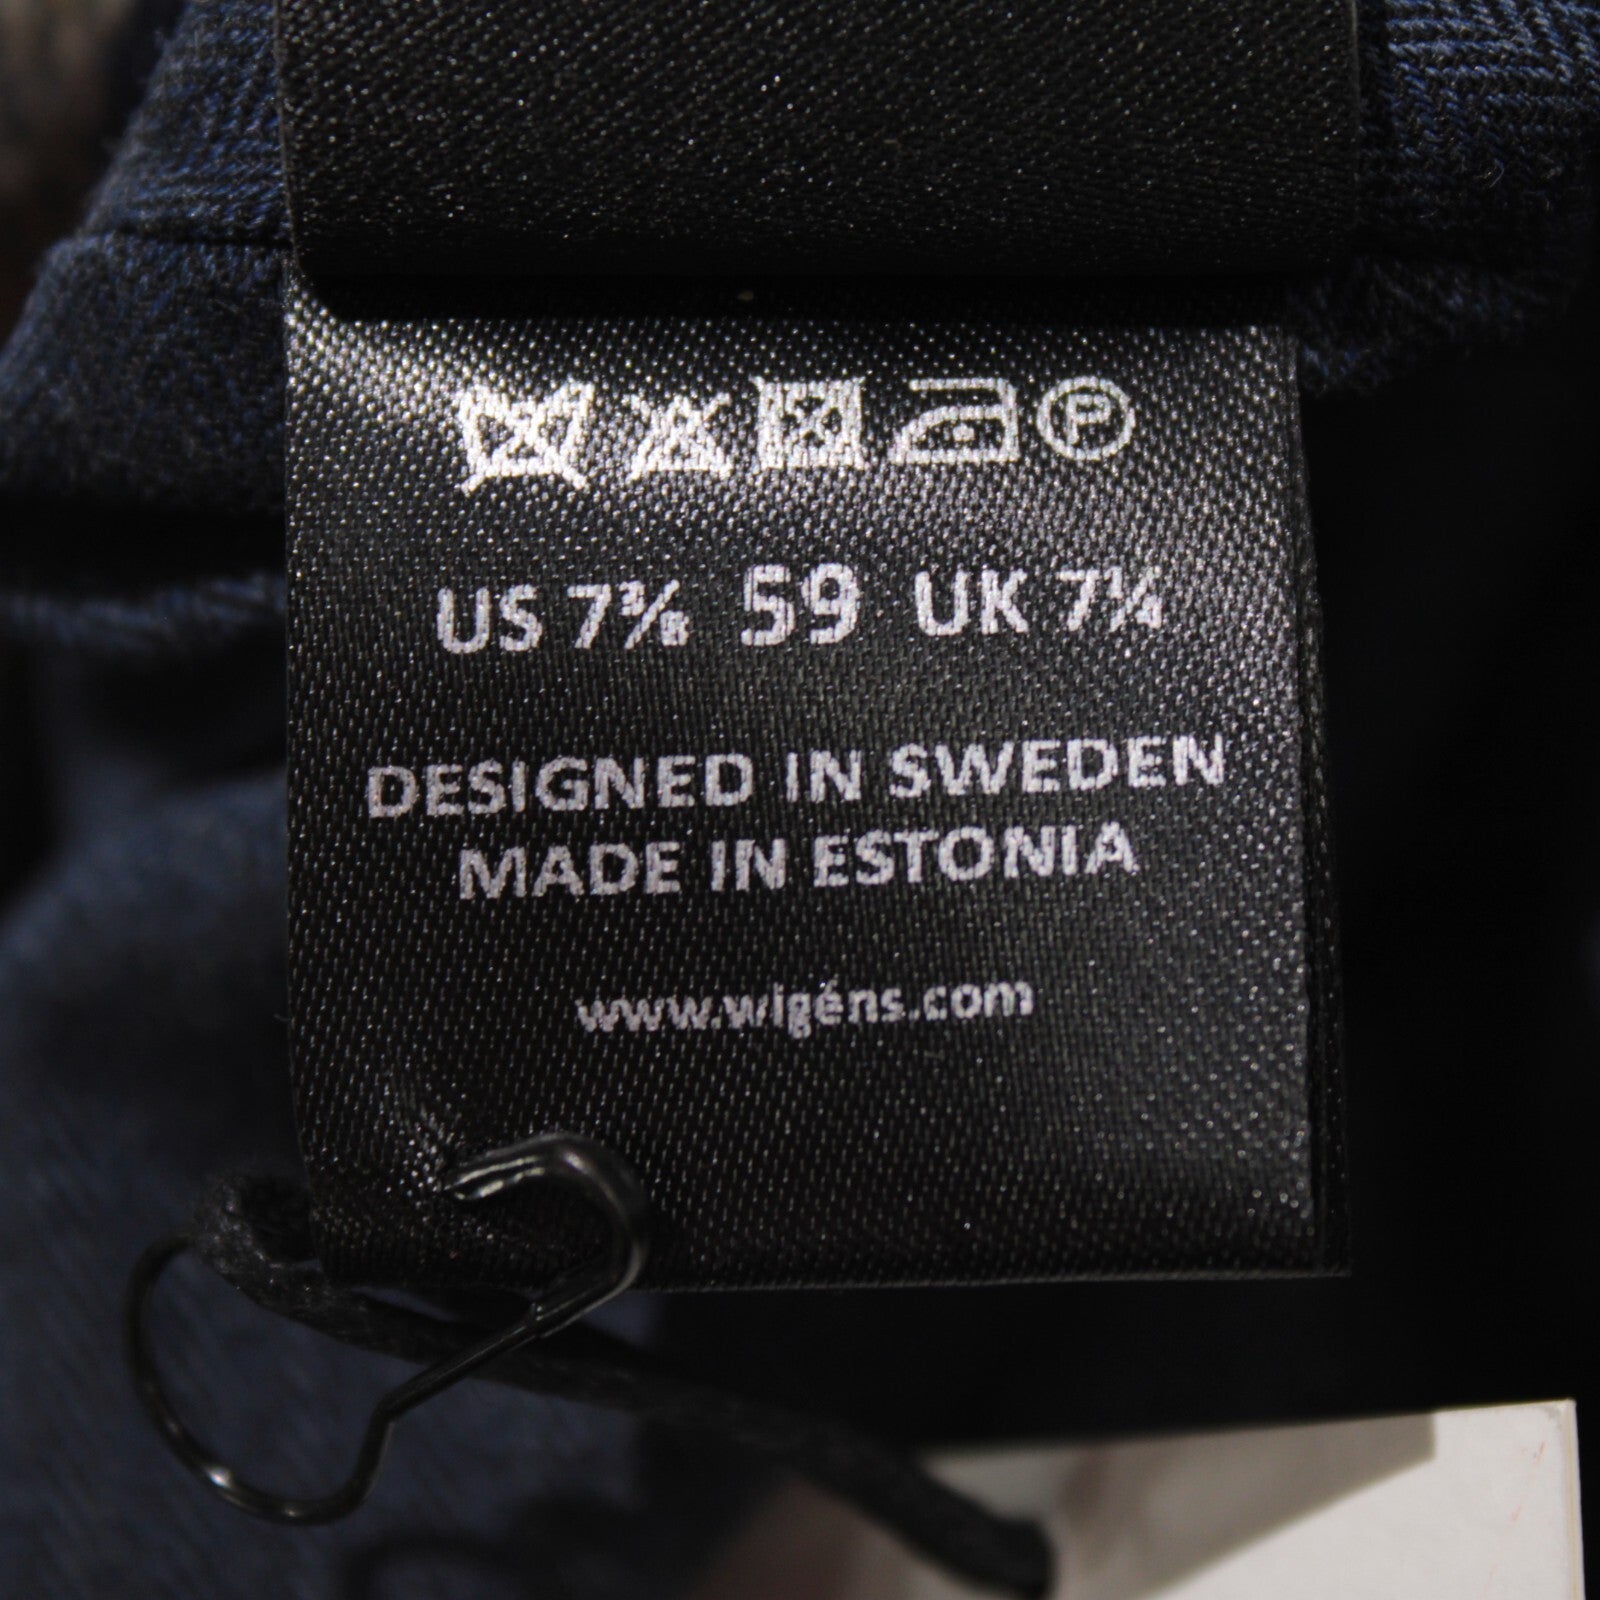 P
US 7⅜ 59 UK 7¼
DESIGNED IN SWEDEN
MADE IN ESTONIA
www.wigéns.com